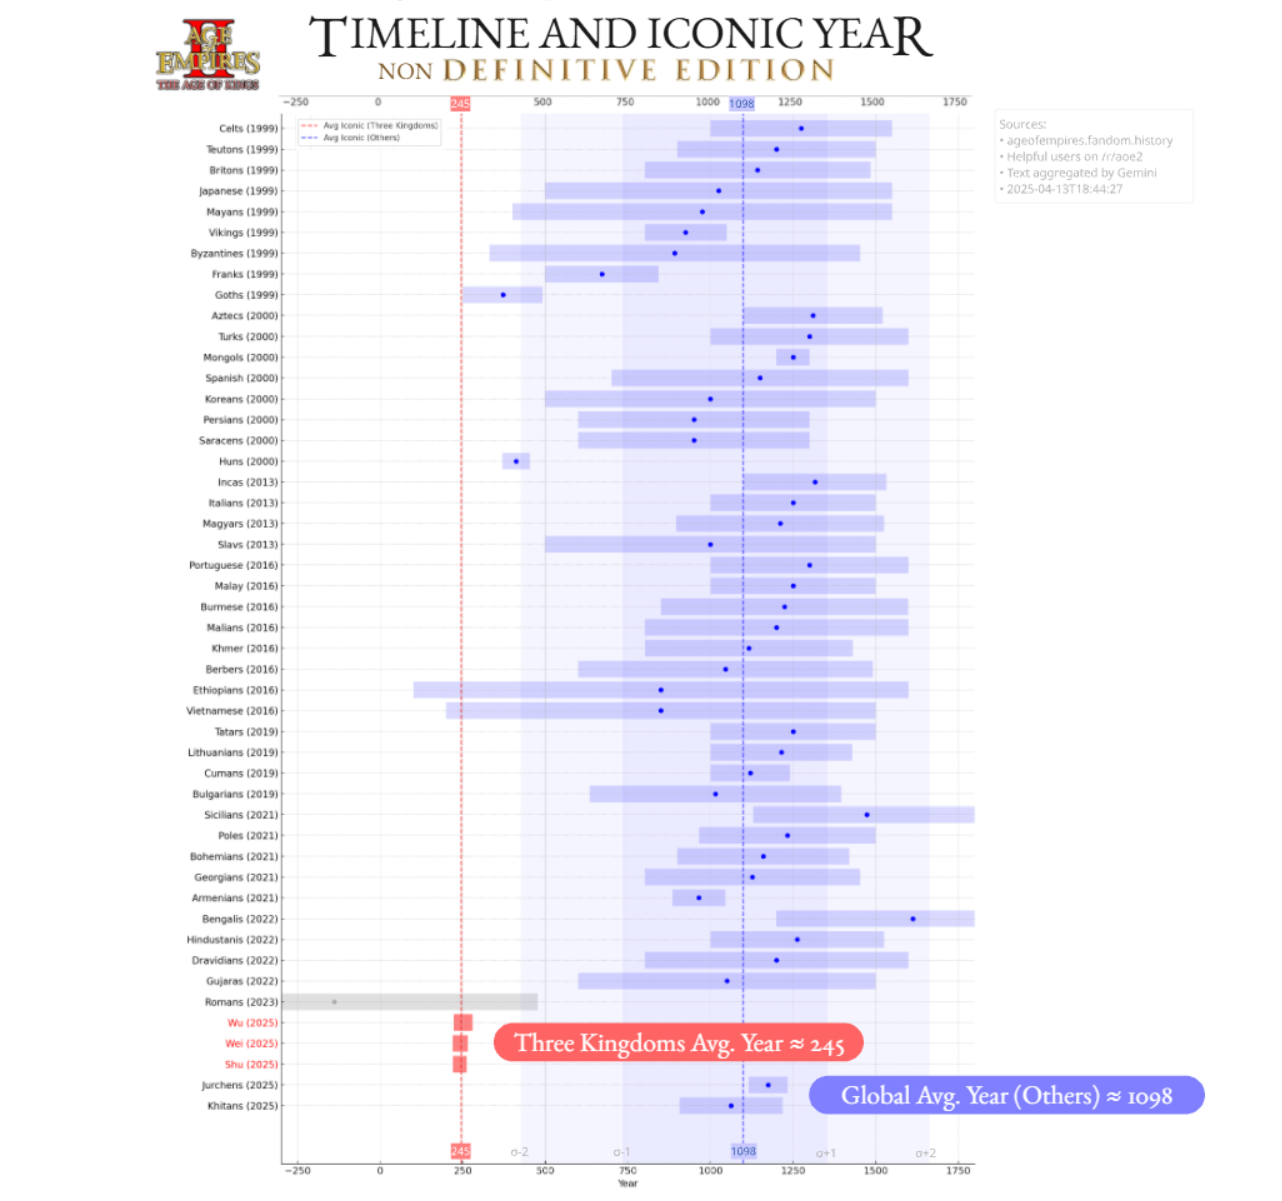 AGE
OF
EMPIRES
II
THE AGE OF KINGS
TIMELINE AND ICONIC YEAR
NON DEFINITIVE EDITION
−250 0 245 500 750 1000 1098 1250 1500 1750
Avg Iconic (Three Kingdoms)
Avg Iconic (Others)
Sources:
• ageofempires.fandom.history
• Helpful users on /r/aoe2
• Text aggregated by Gemini
• 2025-04-13T18:44:27
Celts (1999)
Teutons (1999)
Britons (1999)
Japanese (1999)
Mayans (1999)
Vikings (1999)
Byzantines (1999)
Franks (1999)
Goths (1999)
Aztecs (2000)
Turks (2000)
Mongols (2000)
Spanish (2000)
Koreans (2000)
Persians (2000)
Saracens (2000)
Huns (2000)
Incas (2013)
Italians (2013)
Magyars (2013)
Slavs (2013)
Portuguese (2016)
Malay (2016)
Burmese (2016)
Malians (2016)
Khmer (2016)
Berbers (2016)
Ethiopians (2016)
Vietnamese (2016)
Tatars (2019)
Lithuanians (2019)
Cumans (2019)
Bulgarians (2019)
Sicilians (2021)
Poles (2021)
Bohemians (2021)
Georgians (2021)
Armenians (2021)
Bengalis (2022)
Hindustanis (2022)
Dravidians (2022)
Gujaras (2022)
Romans (2023)
Wu (2025)
Wei (2025)
Three Kingdoms Avg. Year ≈ 245
Shu (2025)
Jurchens (2025)
Global Avg. Year (Others) ≈ 1098
Khitans (2025)
245 σ-2 σ-1 1098 σ+1 σ+2
−250 0 250 500 750 1000 1250 1500 1750
Year